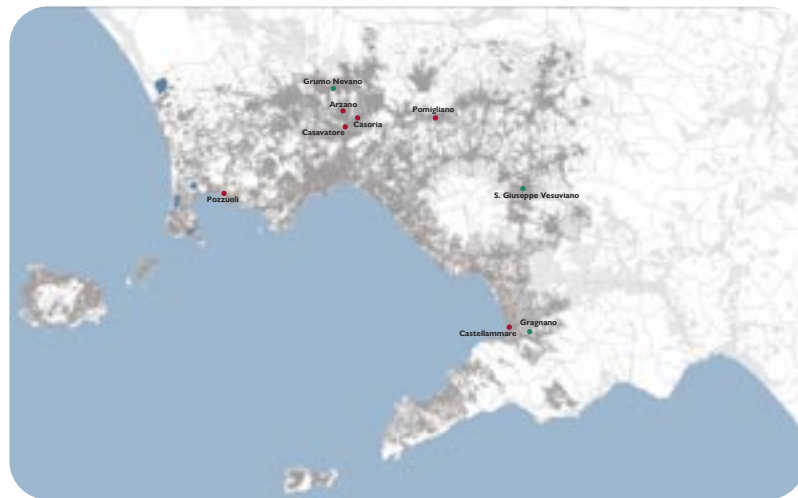 Grumo Nevano
Arzano
Pomigliano
Casoria
Casavatore
S. Giuseppe Vesuviano
Pozzuoli
Gragnano
Castellammare